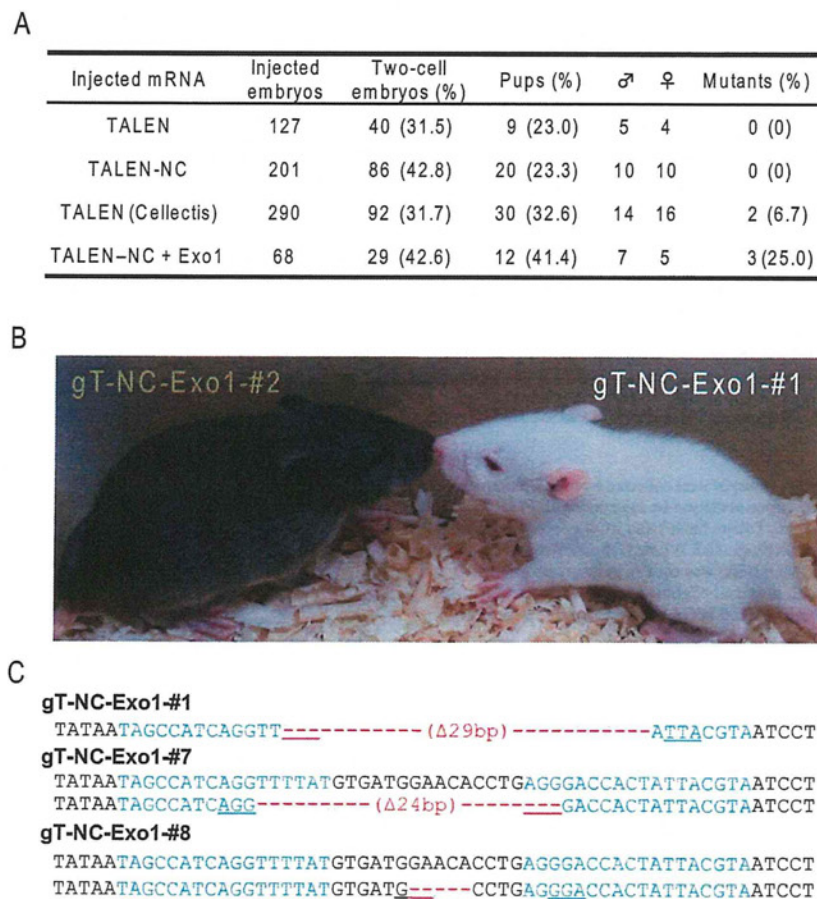 A
Injected mRNA Injected embryos Two-cell embryos (%) Pups (%) ♂ ♀ Mutants (%)
TALEN 127 40 (31.5) 9 (23.0) 5 4 0 (0)
TALEN-NC 201 86 (42.8) 20 (23.3) 10 10 0 (0)
TALEN (Cellectis) 290 92 (31.7) 30 (32.6) 14 16 2 (6.7)
TALEN–NC + Exo1 68 29 (42.6) 12 (41.4) 7 5 3 (25.0)
B
gT-NC-Exo1-#2 gT-NC-Exo1-#1
C
gT-NC-Exo1-#1
TATAATAGCCATCAGGTT-----------(Δ29bp)-----------ATTACGTAATCCT
gT-NC-Exo1-#7
TATAATAGCCATCAGGTTTTATGTGATGGAACACCTGAGGGACCACTATTACGTAATCCT
TATAATAGCCATCAGG---------(Δ24bp)----------GACCACTATTACGTAATCCT
gT-NC-Exo1-#8
TATAATAGCCATCAGGTTTTATGTGATGGAACACCTGAGGGACCACTATTACGTAATCCT
TATAATAGCCATCAGGTTTTATGTGATG-----CCTGAGGGACCACTATTACGTAATCCT